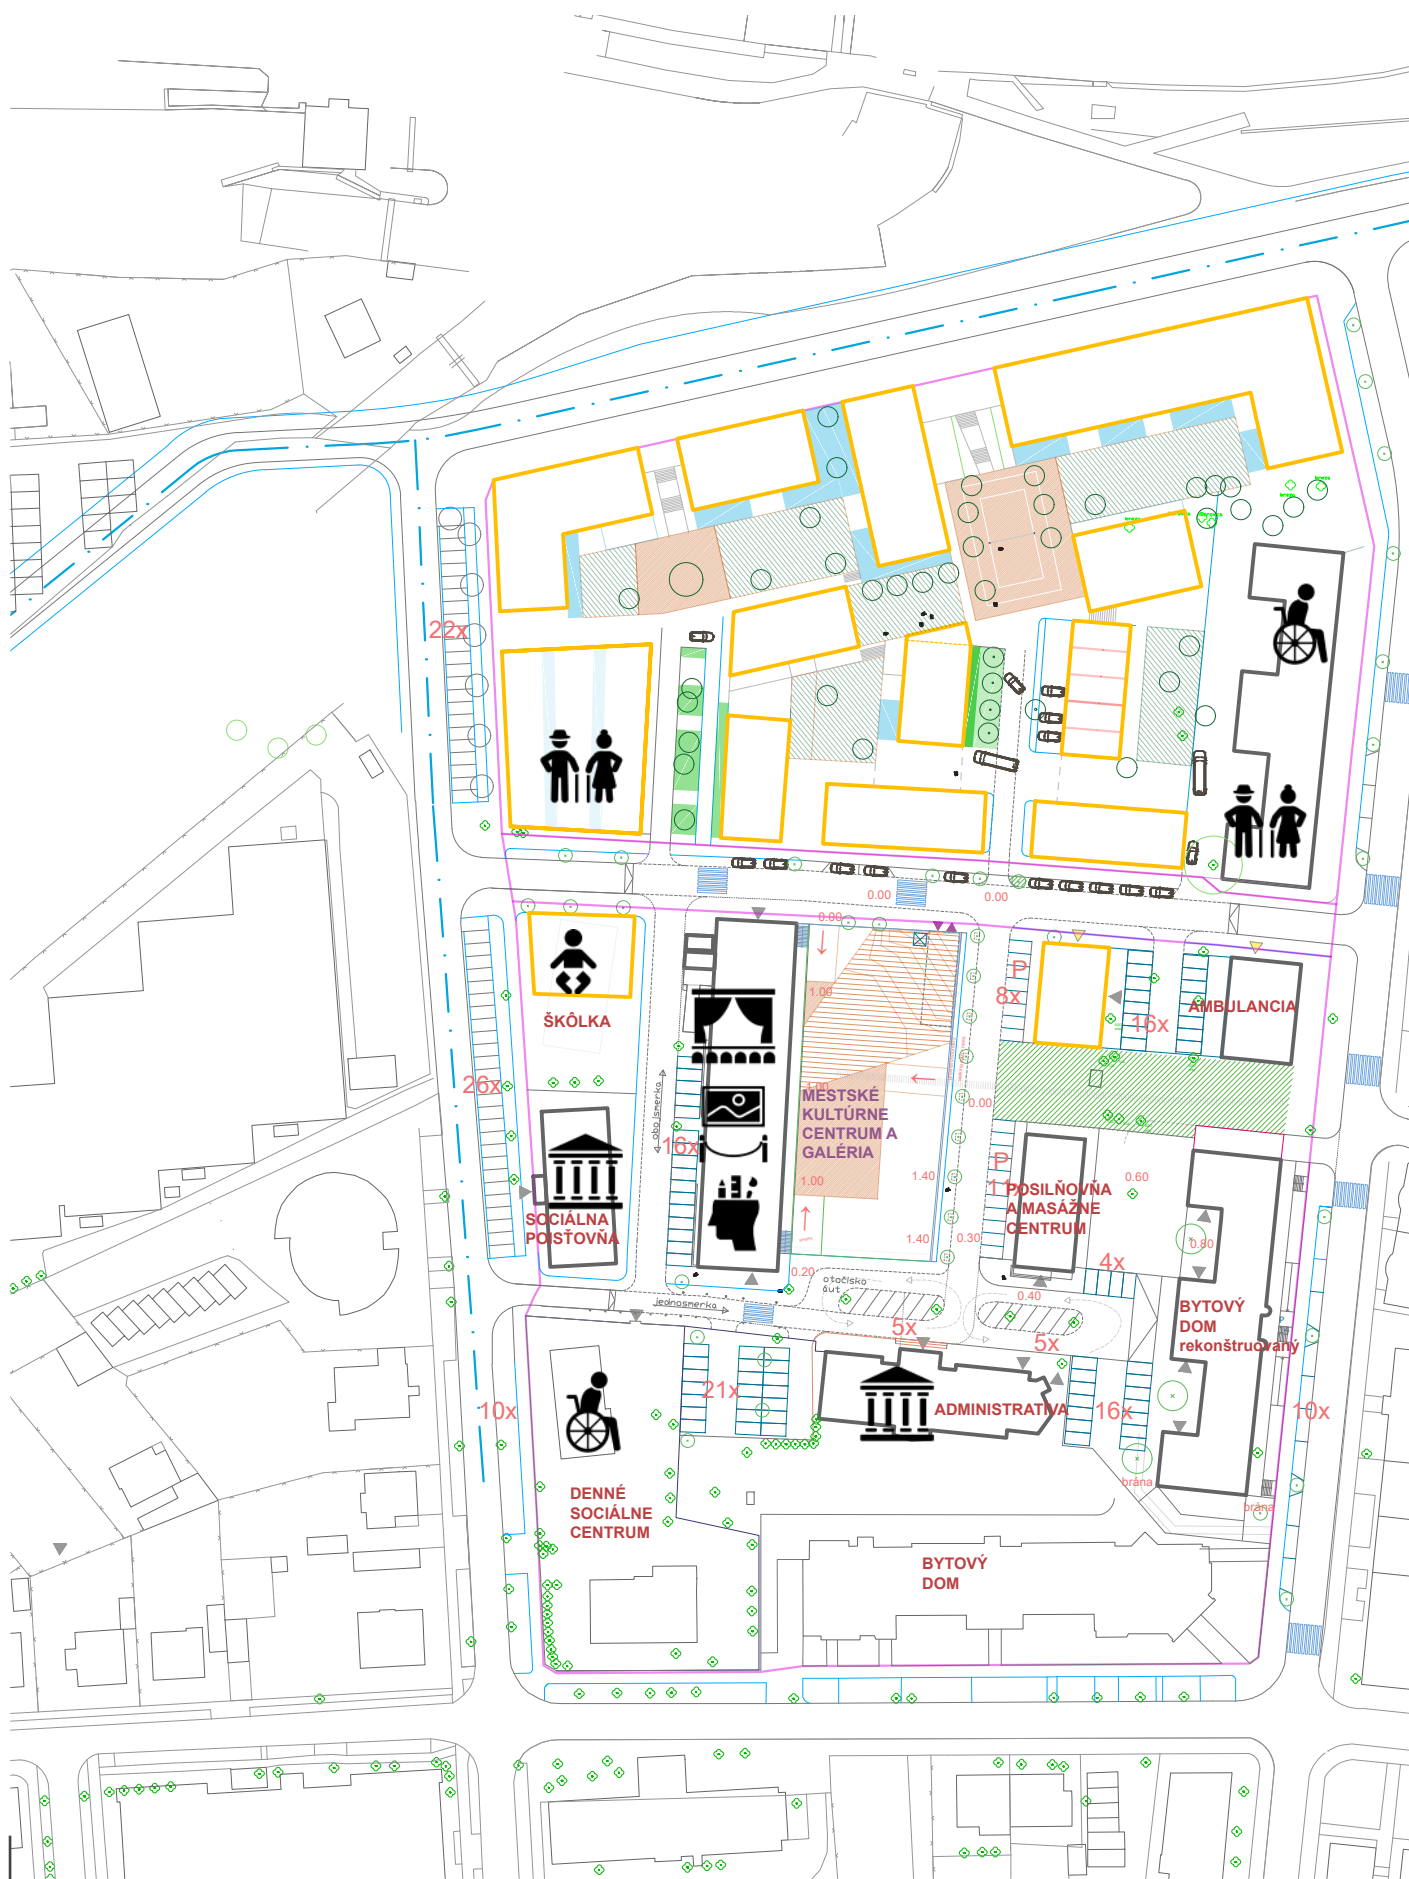 22x
0.00
0.00
0.00
P
8x
1.00
AMBULANCIA
16x
ŠKÔLKA
26x
obojsmerka
1.00
MESTSKÉ
KULTÚRNE
CENTRUM A
GALÉRIA
0.00
16x
P
11x
POSILŇOVŇA
A MASÁŽNE
CENTRUM
0.60
1.00
1.40
SOCIÁLNA
POISŤOVŇA
1.40
0.30
0.80
4x
0.20
otočisko
áut
0.40
jednosmerka
BYTOVÝ
DOM
rekonštruovaný
5x
5x
21x
10x
ADMINISTRATIVA
16x
10x
brána
brána
DENNÉ
SOCIÁLNE
CENTRUM
BYTOVÝ
DOM